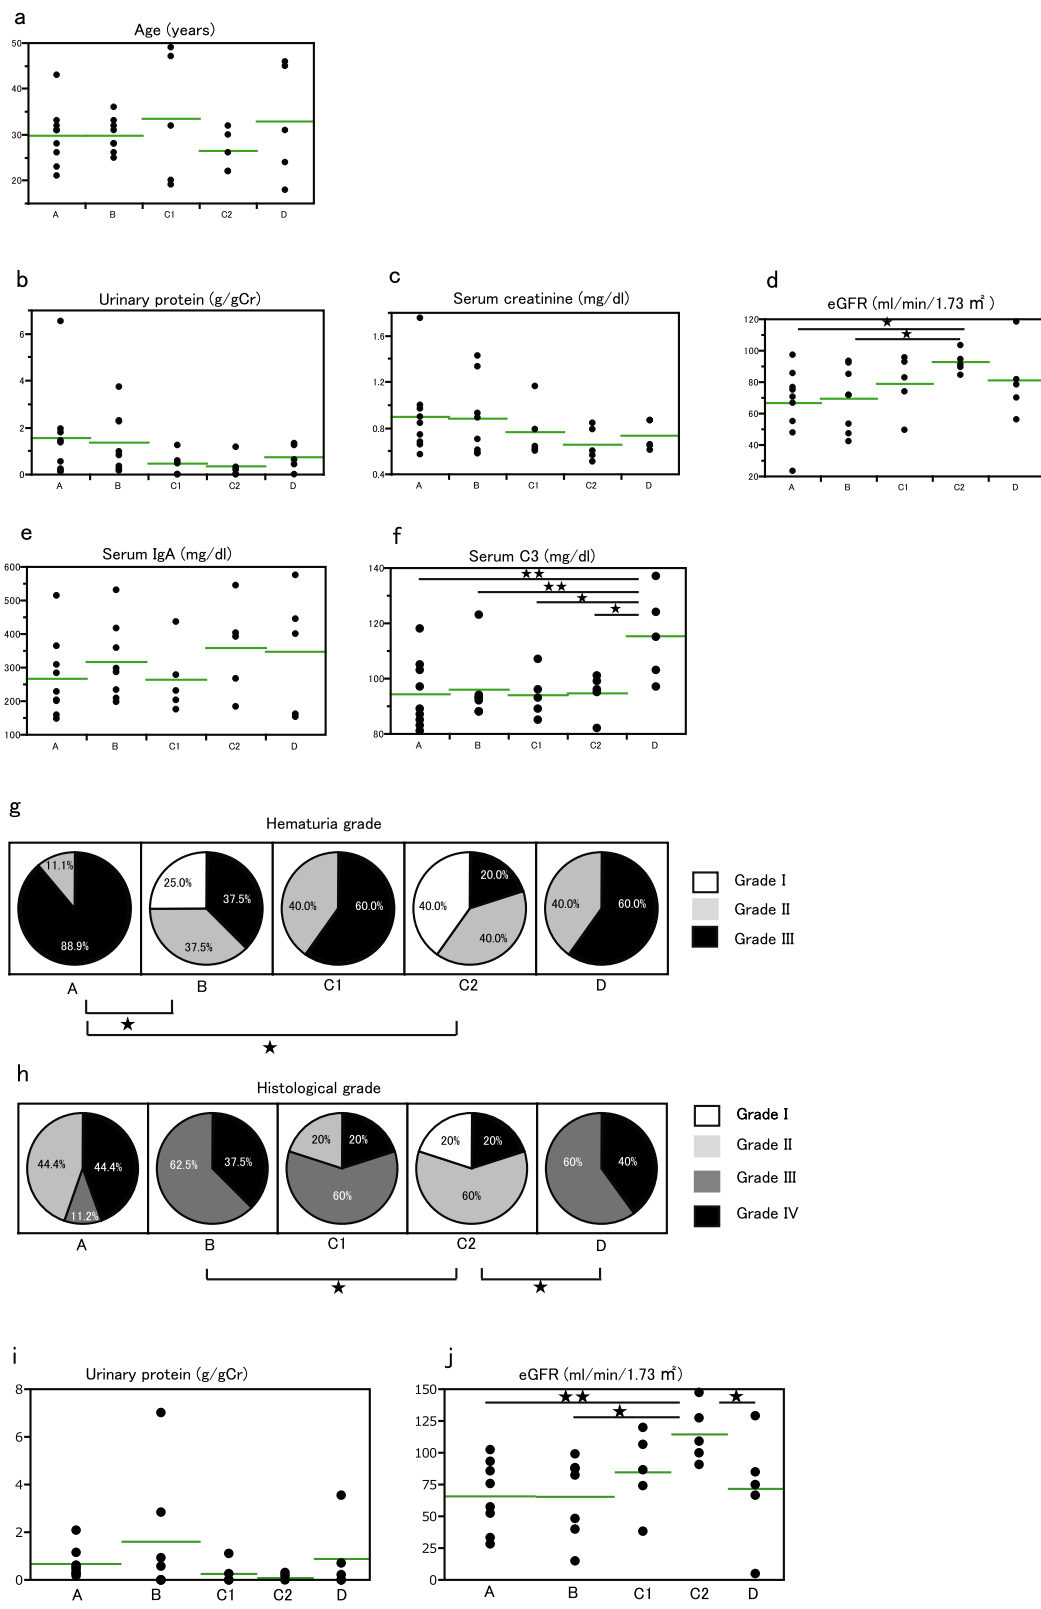 a
Age (years)
50
40
30
20
A B C1 C2 D
b
Urinary protein (g/gCr)
6
4
2
0
A B C1 C2 D
c
Serum creatinine (mg/dl)
1.6
1.2
0.8
0.4
A B C1 C2 D
d
eGFR (ml/min/1.73 ㎡)
120
100
80
60
40
20
★
★
A B C1 C2 D
e
Serum IgA (mg/dl)
600
500
400
300
200
100
A B C1 C2 D
f
Serum C3 (mg/dl)
140
120
100
80
★★
★★
★
★
A B C1 C2 D
g
Hematuria grade
11.1%
88.9%
25.0%
37.5%
37.5%
40.0%
60.0%
40.0%
20.0%
40.0%
40.0%
60.0%
A B C1 C2 D
★
★
Grade I
Grade II
Grade III
h
Histological grade
44.4%
44.4%
11.2%
62.5%
37.5%
20%
20%
60%
20%
20%
60%
60%
40%
A B C1 C2 D
★ ★
Grade I
Grade II
Grade III
Grade IV
i
Urinary protein (g/gCr)
8
6
4
2
0
A B C1 C2 D
j
eGFR (ml/min/1.73 ㎡)
150
125
100
75
50
25
0
★★
★
★
A B C1 C2 D